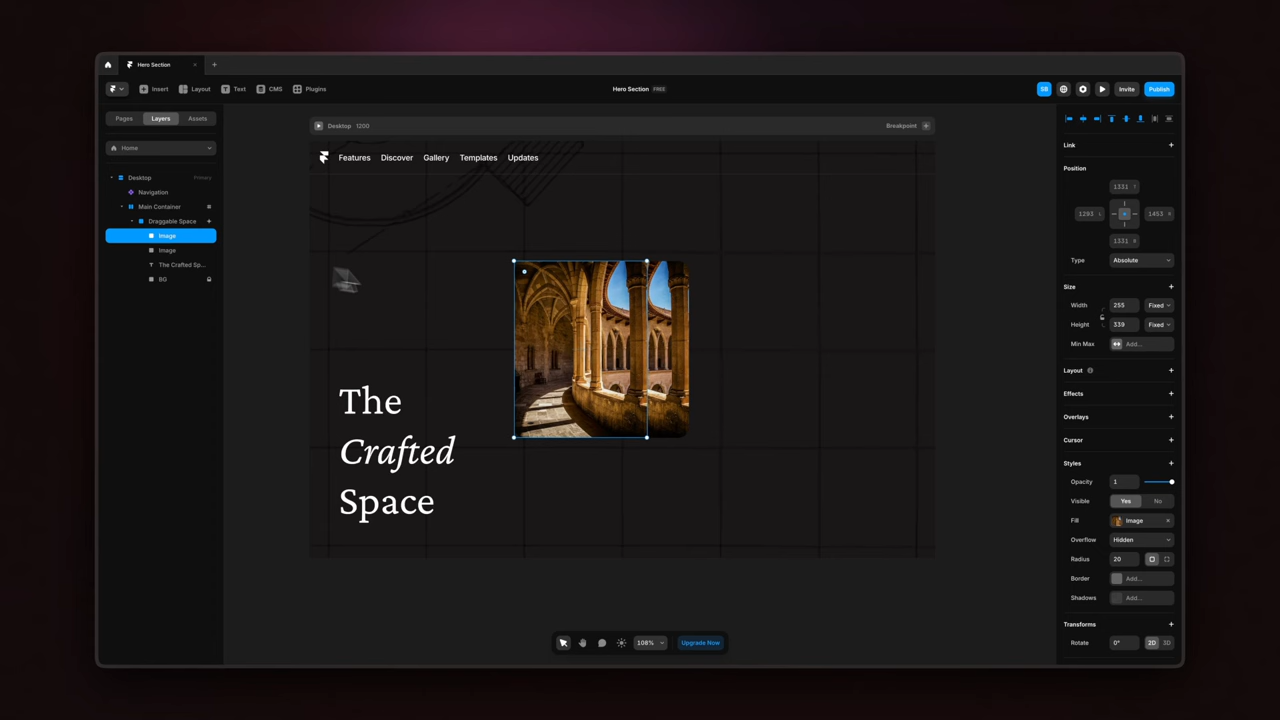 Hero Section
Insert
Layout
Text
CMS
Plugins
Hero Section FREE
SB
Invite
Publish
Pages
Layers
Assets
Home
Desktop Primary
Navigation
Main Container
Draggable Space
Image
Image
The Crafted Sp...
BG
Desktop 1200
Breakpoint
Features
Discover
Gallery
Templates
Updates
The
Crafted
Space
108%
Upgrade Now
Link
Position
1331 T
1293 L
1453 R
1331 B
Type Absolute
Size
Width 255 Fixed
Height 339 Fixed
Min Max Add...
Layout
Effects
Overlays
Cursor
Styles
Opacity 1
Visible Yes No
Fill Image
Overflow Hidden
Radius 20
Border Add...
Shadows Add...
Transforms
Rotate 0° 2D 3D